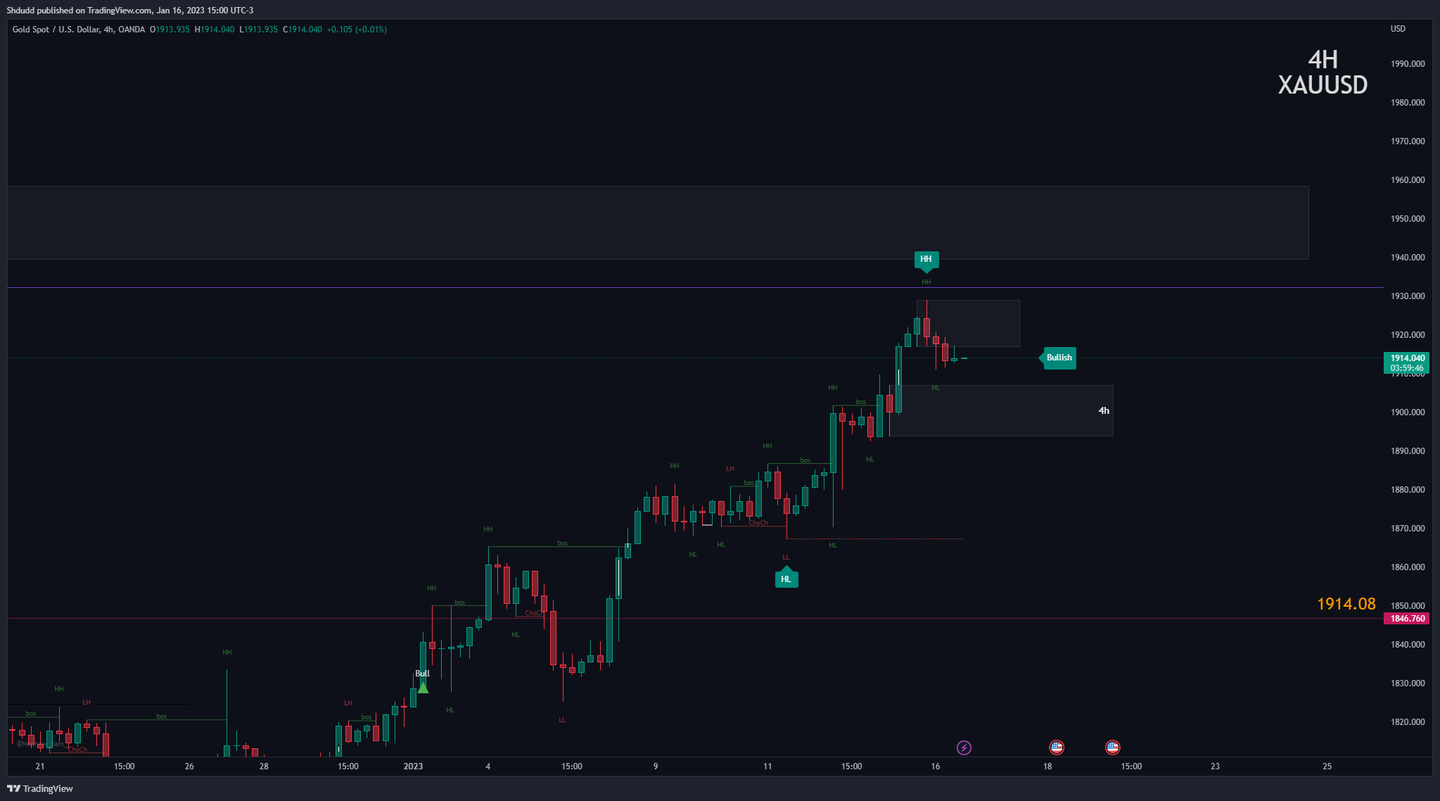 Shdudd published on TradingView.com, Jan 16, 2023 15:00 UTC-3
Gold Spot / U.S. Dollar, 4h, OANDA O1913.935 H1914.040 L1913.935 C1914.040 +0.105 (+0.01%)
USD
4H
XAUUSD
1990.000
1980.000
1970.000
1960.000
1950.000
1940.000
HH
HH
1930.000
1920.000
Bullish
1914.040
03:59:46
1910.000
HH
HL
bos
4h
1900.000
HH
HL
1890.000
bos
HH
LH
bos
1880.000
ChoCh
1870.000
HH
HL
HL
HL
bos
LL
HL
1860.000
HH
bos
1914.08
1850.000
ChoCh
1846.760
HL
1840.000
HH
Bull
1830.000
HH
LH
LH
HL
LL
bos
bos
bos
1820.000
ChoCh
21
15:00
26
28
15:00
2023
4
15:00
9
11
15:00
16
18
15:00
23
25
TradingView